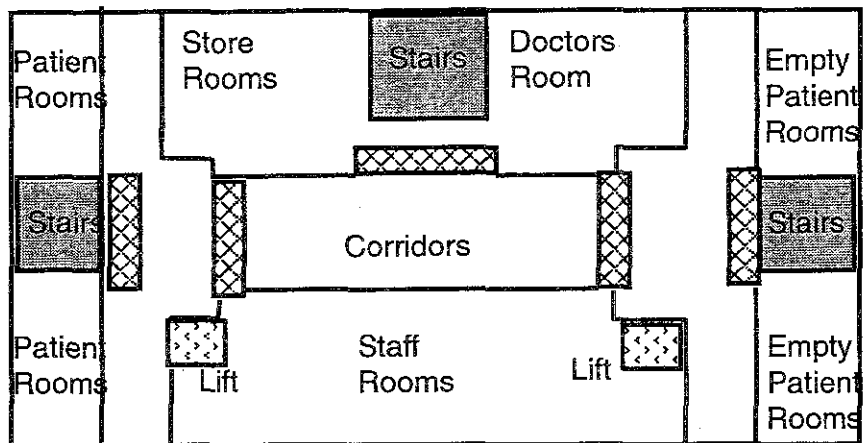 Patient
Rooms
Store
Rooms
Stairs
Doctors
Room
Empty
Patient
Rooms
Stairs
Corridors
Stairs
Patient
Rooms
Lift
Staff
Rooms
Lift
Empty
Patient
Rooms